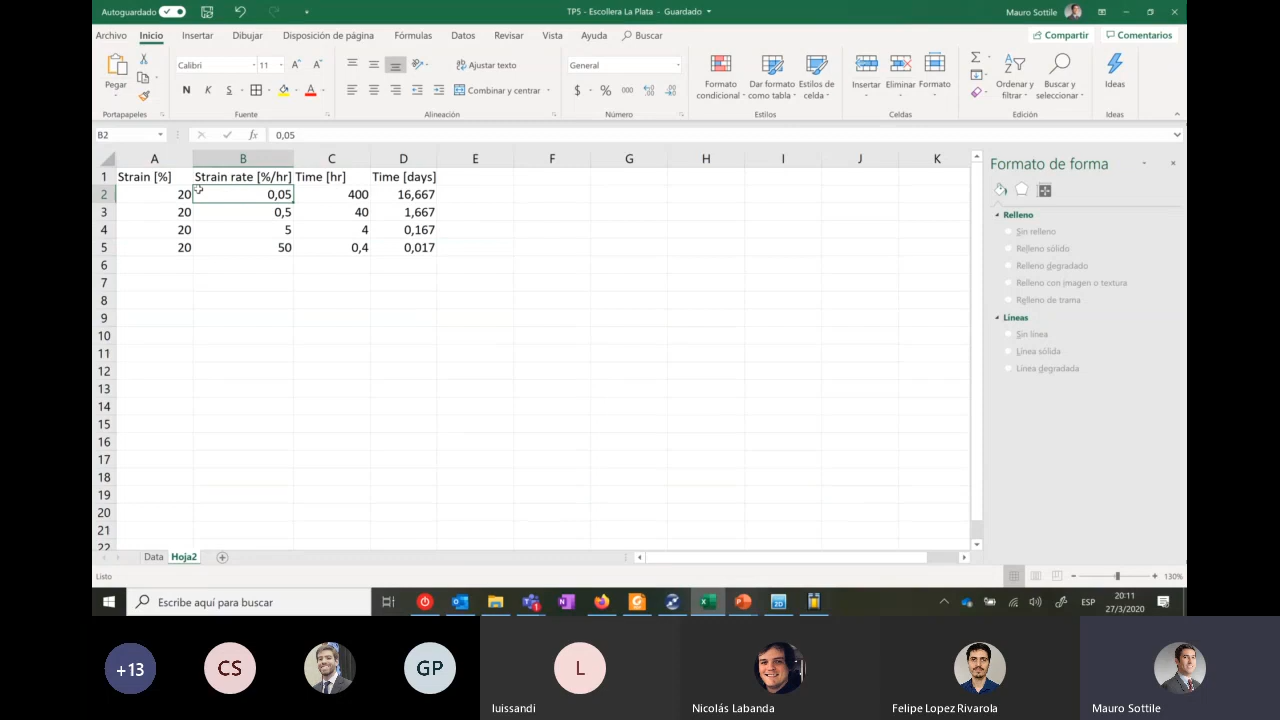 Autoguardado
TP5 - Escollera La Plata - Guardado
Mauro Sottile
Archivo Inicio Insertar Dibujar Disposición de página Fórmulas Datos Revisar Vista Ayuda Buscar
Compartir Comentarios
Calibri 11 A A
Ajustar texto
General
Pegar
N K S A
Combinar y centrar
$ % 000
Formato condicional
Dar formato como tabla
Estilos de celda
Insertar Eliminar Formato
Ordenar y filtrar
Buscar y seleccionar
Ideas
Portapapeles Fuente Alineación Número Estilos Celdas Edición Ideas
B2 fx 0,05
A B C D E F G H I J K
1 Strain [%] Strain rate [%/hr] Time [hr] Time [days]
2 20 0,05 400 16,667
3 20 0,5 40 1,667
4 20 5 4 0,167
5 20 50 0,4 0,017
6
7
8
9
10
11
12
13
14
15
16
17
18
19
20
21
22
Formato de forma
Relleno
Sin relleno
Relleno sólido
Relleno degradado
Relleno con imagen o textura
Relleno de trama
Líneas
Sin línea
Línea sólida
Línea degradada
Data Hoja2
Listo
130%
Escribe aquí para buscar
ESP
20:11
27/3/2020
+13 CS GP L
luissandi
Nicolás Labanda
Felipe Lopez Rivarola
Mauro Sottile